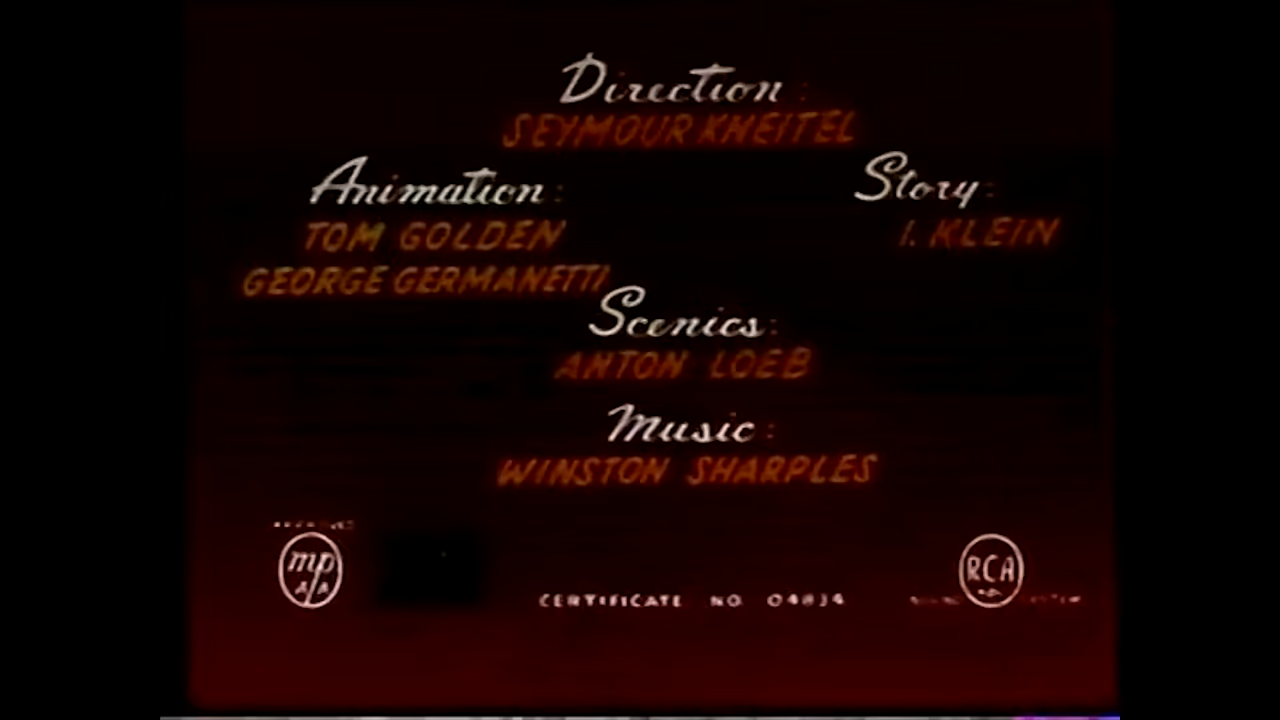 Direction:
SEYMOUR KNEITEL
Animation:
TOM GOLDEN
GEORGE GERMANETTI
Story:
I. KLEIN
Scenics:
ANTON LOEB
Music:
WINSTON SHARPLES
mp
A A
CERTIFICATE NO. 04834
RCA